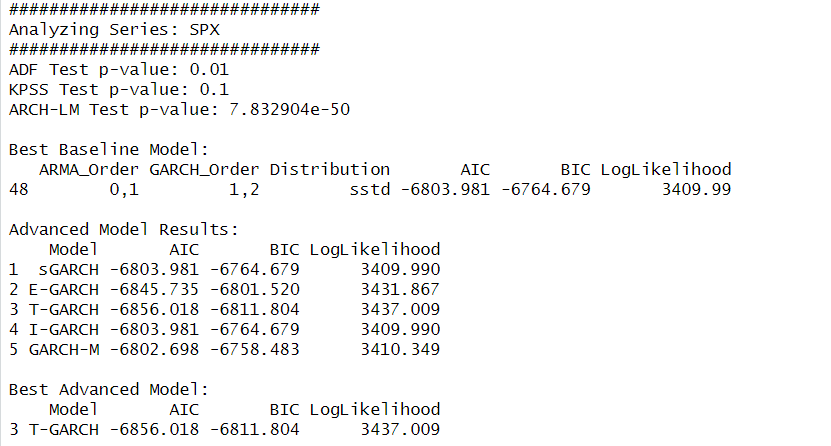 ###############################
Analyzing Series: SPX
###############################
ADF Test p-value: 0.01
KPSS Test p-value: 0.1
ARCH-LM Test p-value: 7.832904e-50

Best Baseline Model:
   ARMA_Order GARCH_Order Distribution       AIC       BIC LogLikelihood
48        0,1         1,2         sstd -6803.981 -6764.679       3409.99

Advanced Model Results:
    Model       AIC       BIC LogLikelihood
1  sGARCH -6803.981 -6764.679      3409.990
2 E-GARCH -6845.735 -6801.520      3431.867
3 T-GARCH -6856.018 -6811.804      3437.009
4 I-GARCH -6803.981 -6764.679      3409.990
5 GARCH-M -6802.698 -6758.483      3410.349

Best Advanced Model:
    Model       AIC       BIC LogLikelihood
3 T-GARCH -6856.018 -6811.804      3437.009